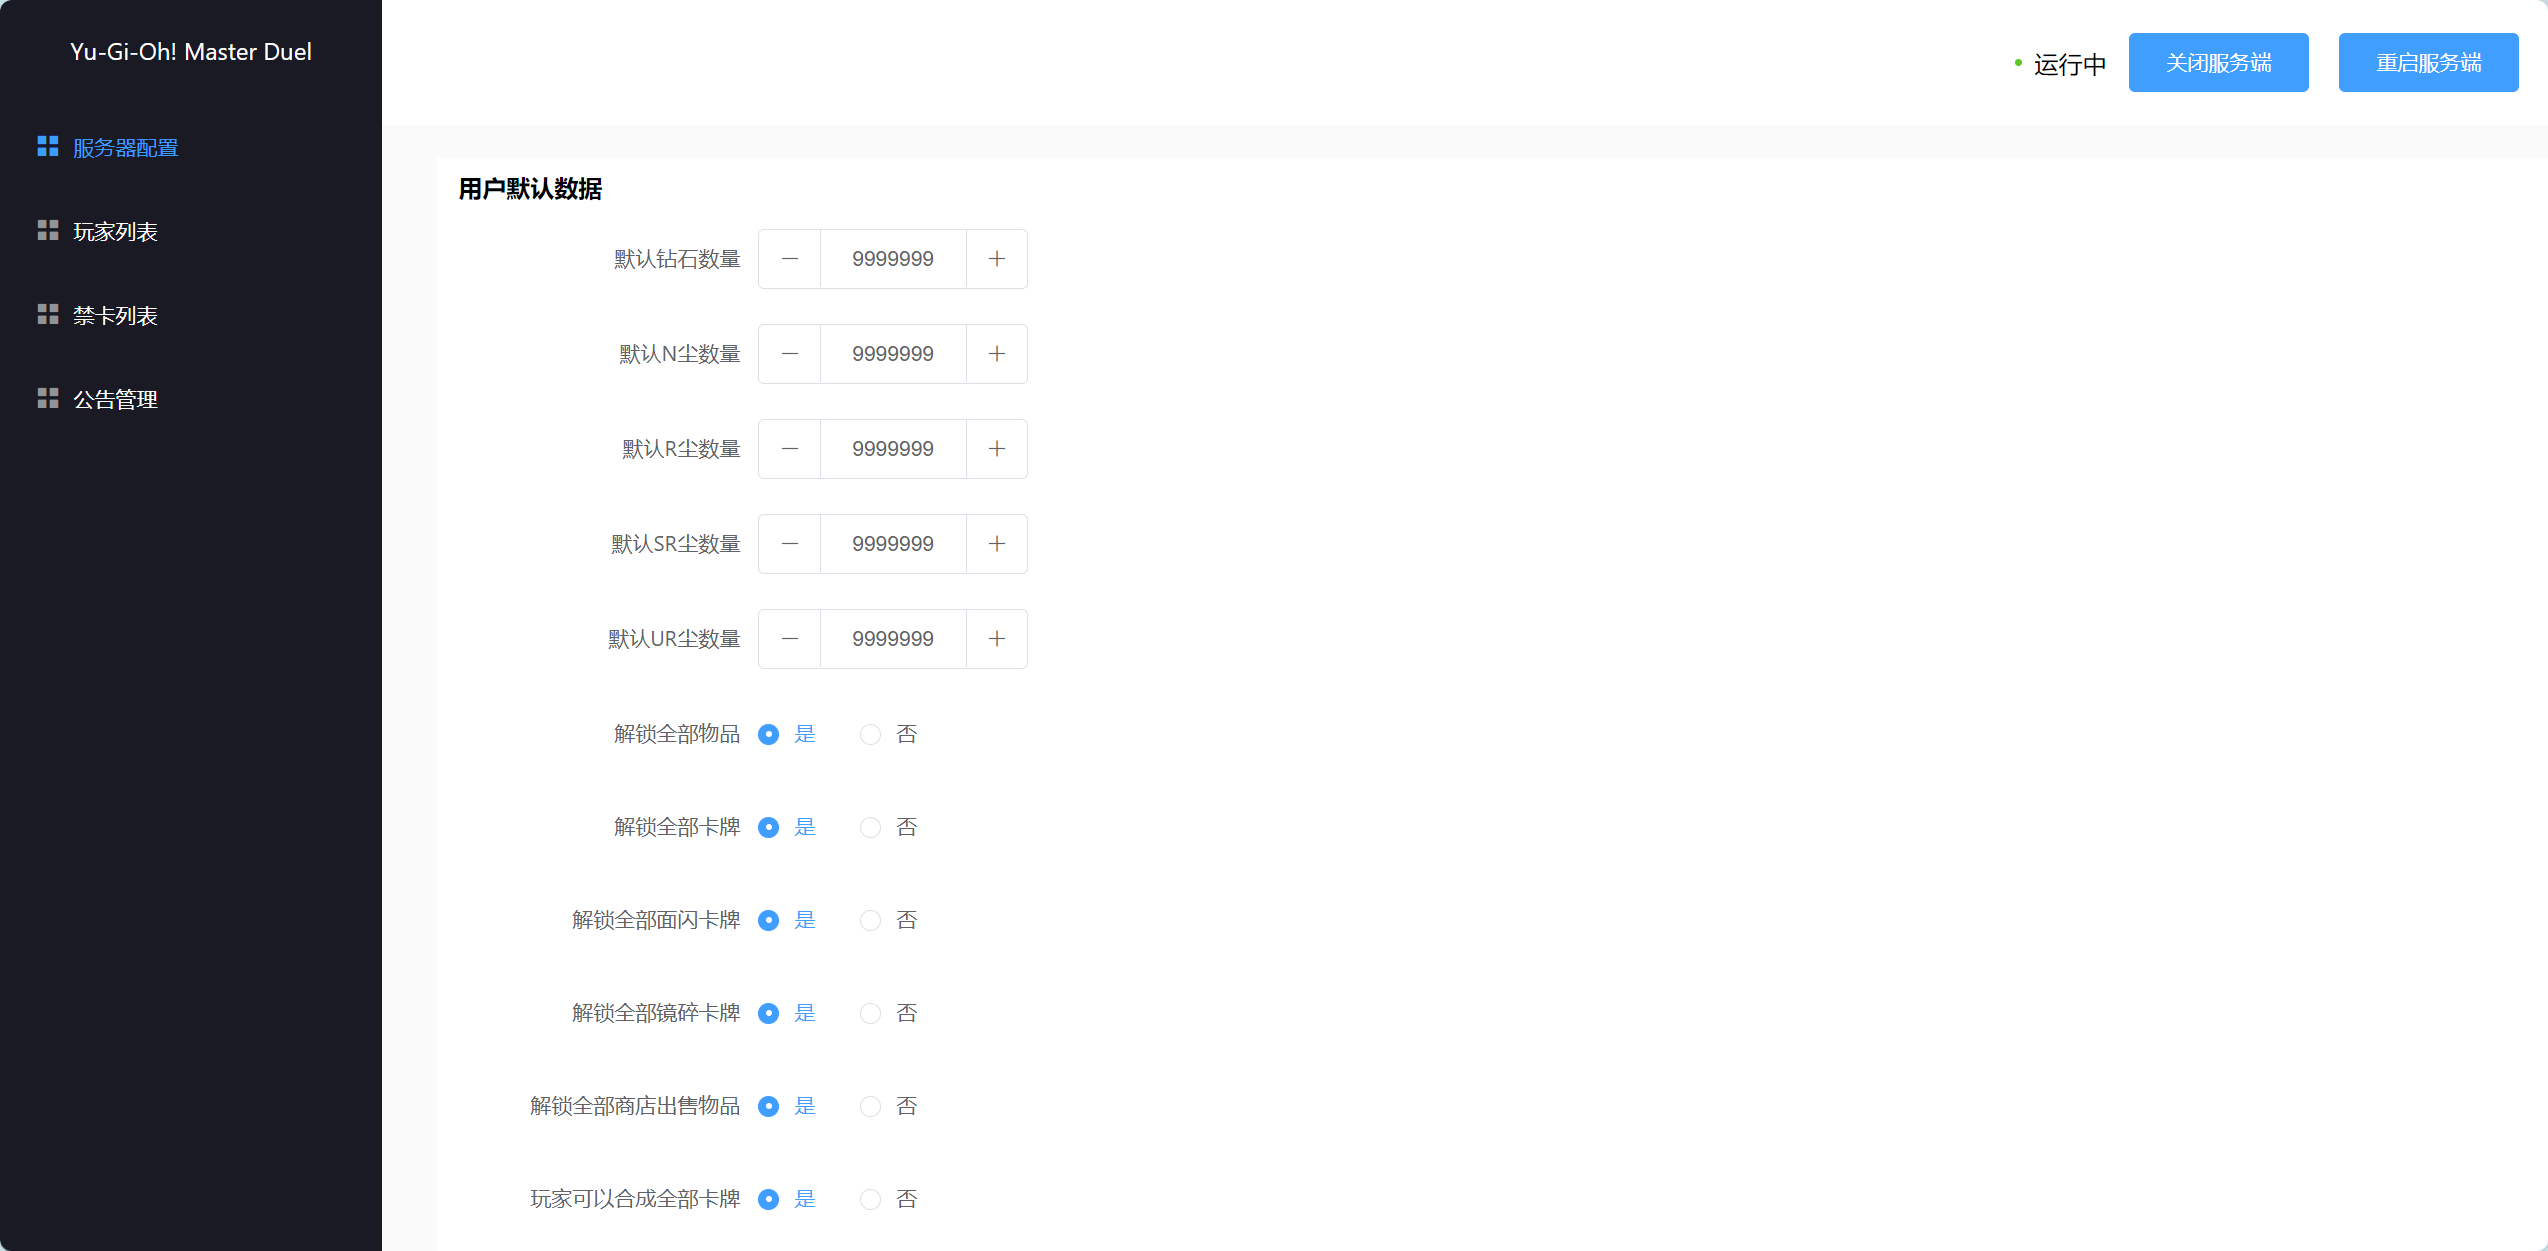 Yu-Gi-Oh! Master Duel
服务器配置
玩家列表
禁卡列表
公告管理
运行中 关闭服务端 重启服务端
用户默认数据
默认钻石数量 9999999
默认N尘数量 9999999
默认R尘数量 9999999
默认SR尘数量 9999999
默认UR尘数量 9999999
解锁全部物品 是 否
解锁全部卡牌 是 否
解锁全部面闪卡牌 是 否
解锁全部镜碎卡牌 是 否
解锁全部商店出售物品 是 否
玩家可以合成全部卡牌 是 否